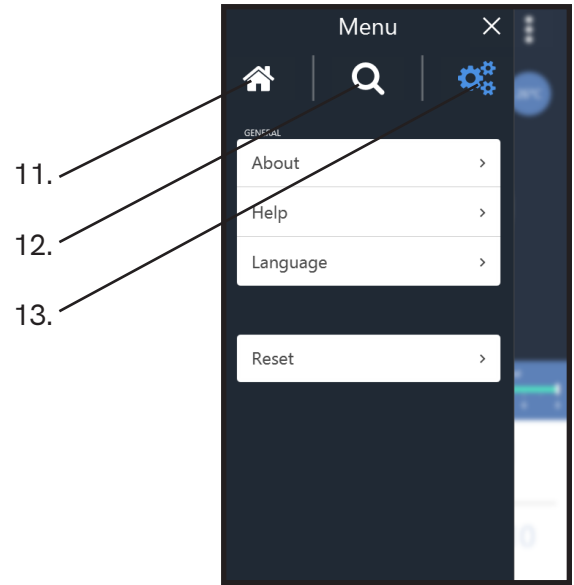 Menu
GENERAL
11.
About
Help
12.
Language
13.
Reset